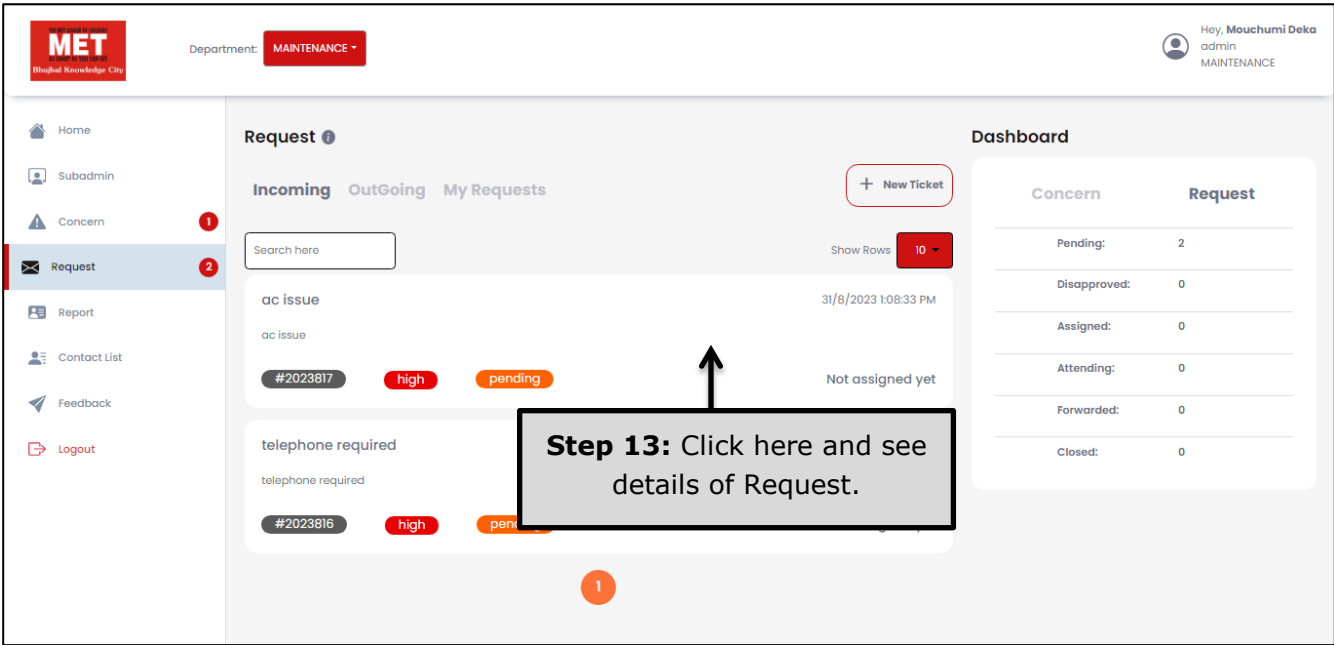 MET
Bhujbal Knowledge City
Department: MAINTENANCE
Hey, Mouchumi Deka
admin
MAINTENANCE
Home
Subadmin
Concern 1
Request 2
Report
Contact List
Feedback
Logout
Request
Incoming OutGoing My Requests
+ New Ticket
Search here
Show Rows 10
ac issue 31/8/2023 1:08:33 PM
ac issue
#2023817 high pending Not assigned yet
telephone required
telephone required
#2023816 high
Step 13: Click here and see
details of Request.
1
Dashboard
Concern Request
Pending: 2
Disapproved: 0
Assigned: 0
Attending: 0
Forwarded: 0
Closed: 0